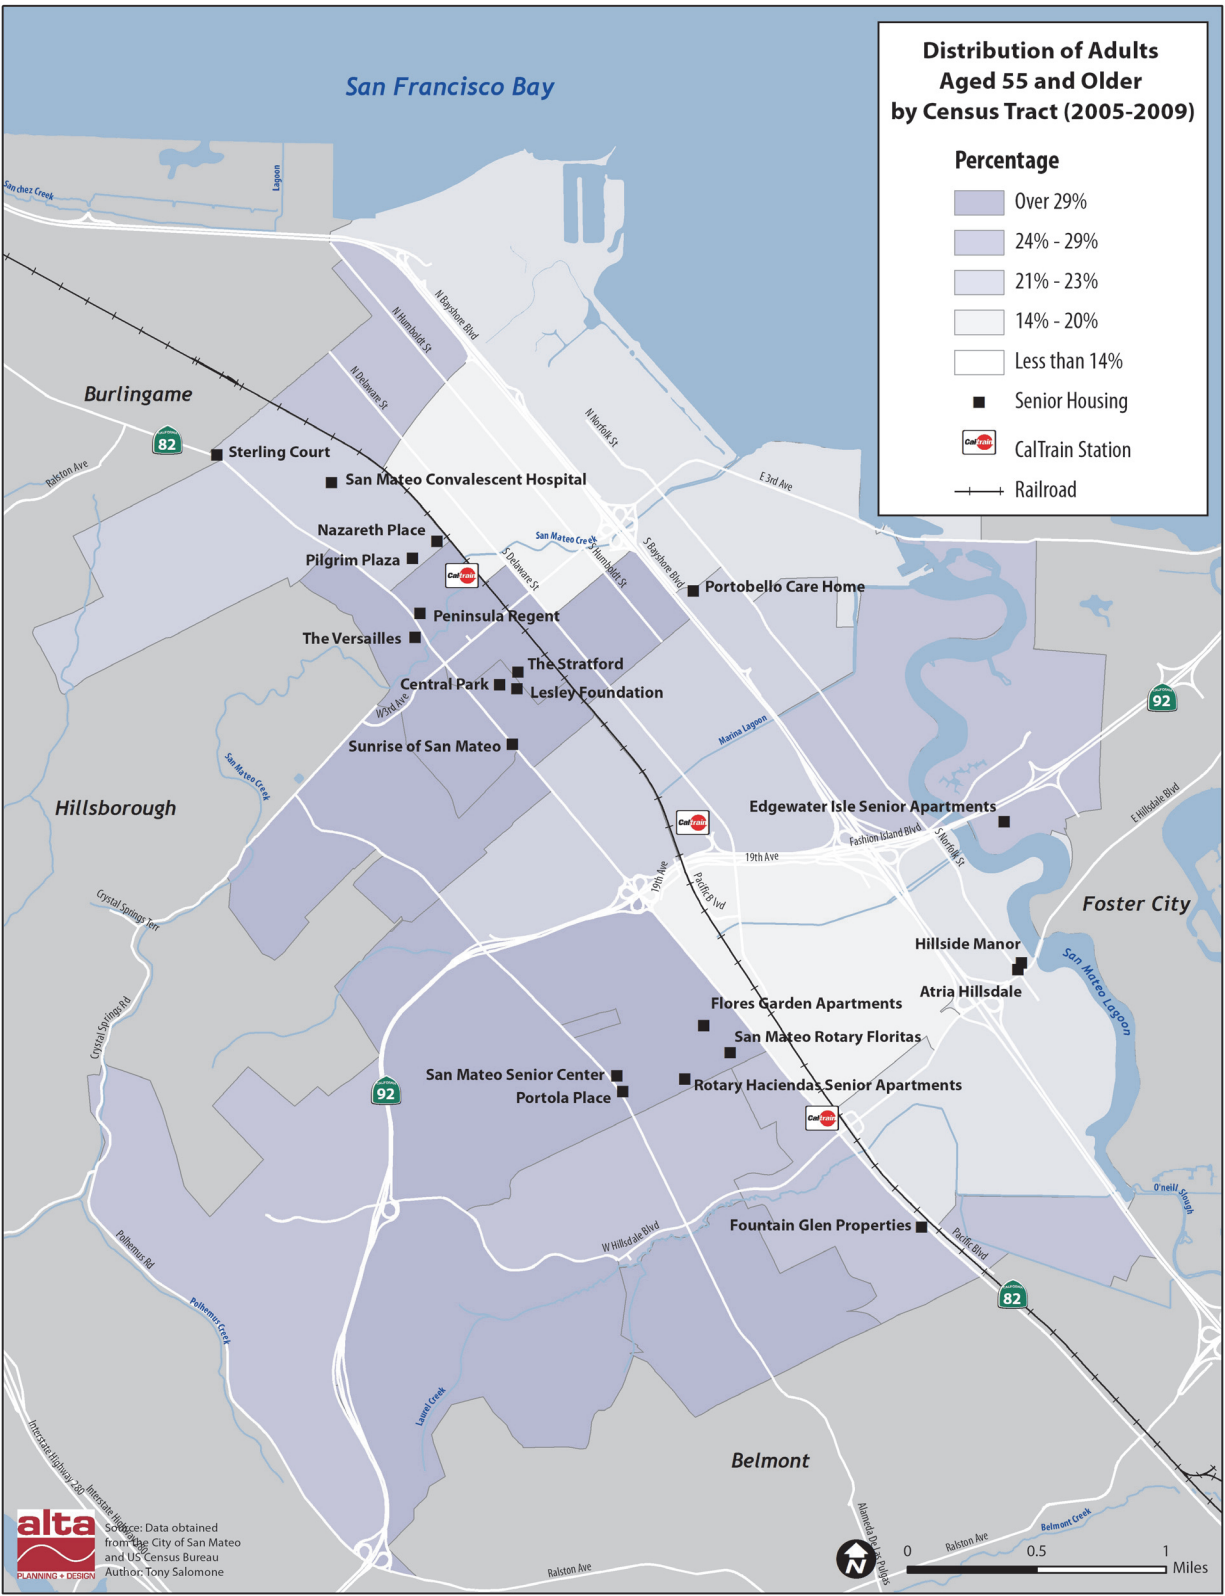 San Francisco Bay
Distribution of Adults
Aged 55 and Older
by Census Tract (2005-2009)
Percentage
Over 29%
24% - 29%
21% - 23%
14% - 20%
Less than 14%
Senior Housing
CalTrain Station
Railroad
Sanchez Creek
Lagoon
N Bayshore Blvd
N Humboldt St
N Delaware St
N Norfolk St
Burlingame
82
Ralston Ave
Sterling Court
San Mateo Convalescent Hospital
E 3rd Ave
Nazareth Place
San Mateo Creek
Pilgrim Plaza
S Delaware St
S Humboldt St
S Bayshore Blvd
Caltrain
Portobello Care Home
Peninsula Regent
The Versailles
The Stratford
Central Park
Lesley Foundation
W 3rd Ave
92
Marina Lagoon
Sunrise of San Mateo
San Mateo Creek
Hillsborough
Edgewater Isle Senior Apartments
E Hillsdale Blvd
Caltrain
Fashion Island Blvd
S Norfolk St
19th Ave
19th Ave
Pacific Blvd
Crystal Springs Terr
Foster City
Hillside Manor
San Mateo Lagoon
Atria Hillsdale
Flores Garden Apartments
Crystal Springs Rd
San Mateo Rotary Floritas
San Mateo Senior Center
Rotary Haciendas Senior Apartments
92
Portola Place
Caltrain
O'neill Slough
Fountain Glen Properties
W Hillsdale Blvd
Pacific Blvd
Polhemus Rd
82
Polhemus Creek
Laurel Creek
Belmont
Interstate Highway 280
Interstate Highway 280
Alameda De Las Pulgas
Belmont Creek
Ralston Ave
Ralston Ave
alta
PLANNING + DESIGN
Source: Data obtained
from the City of San Mateo
and US Census Bureau
Author: Tony Salomone
N
0 0.5 1
Miles